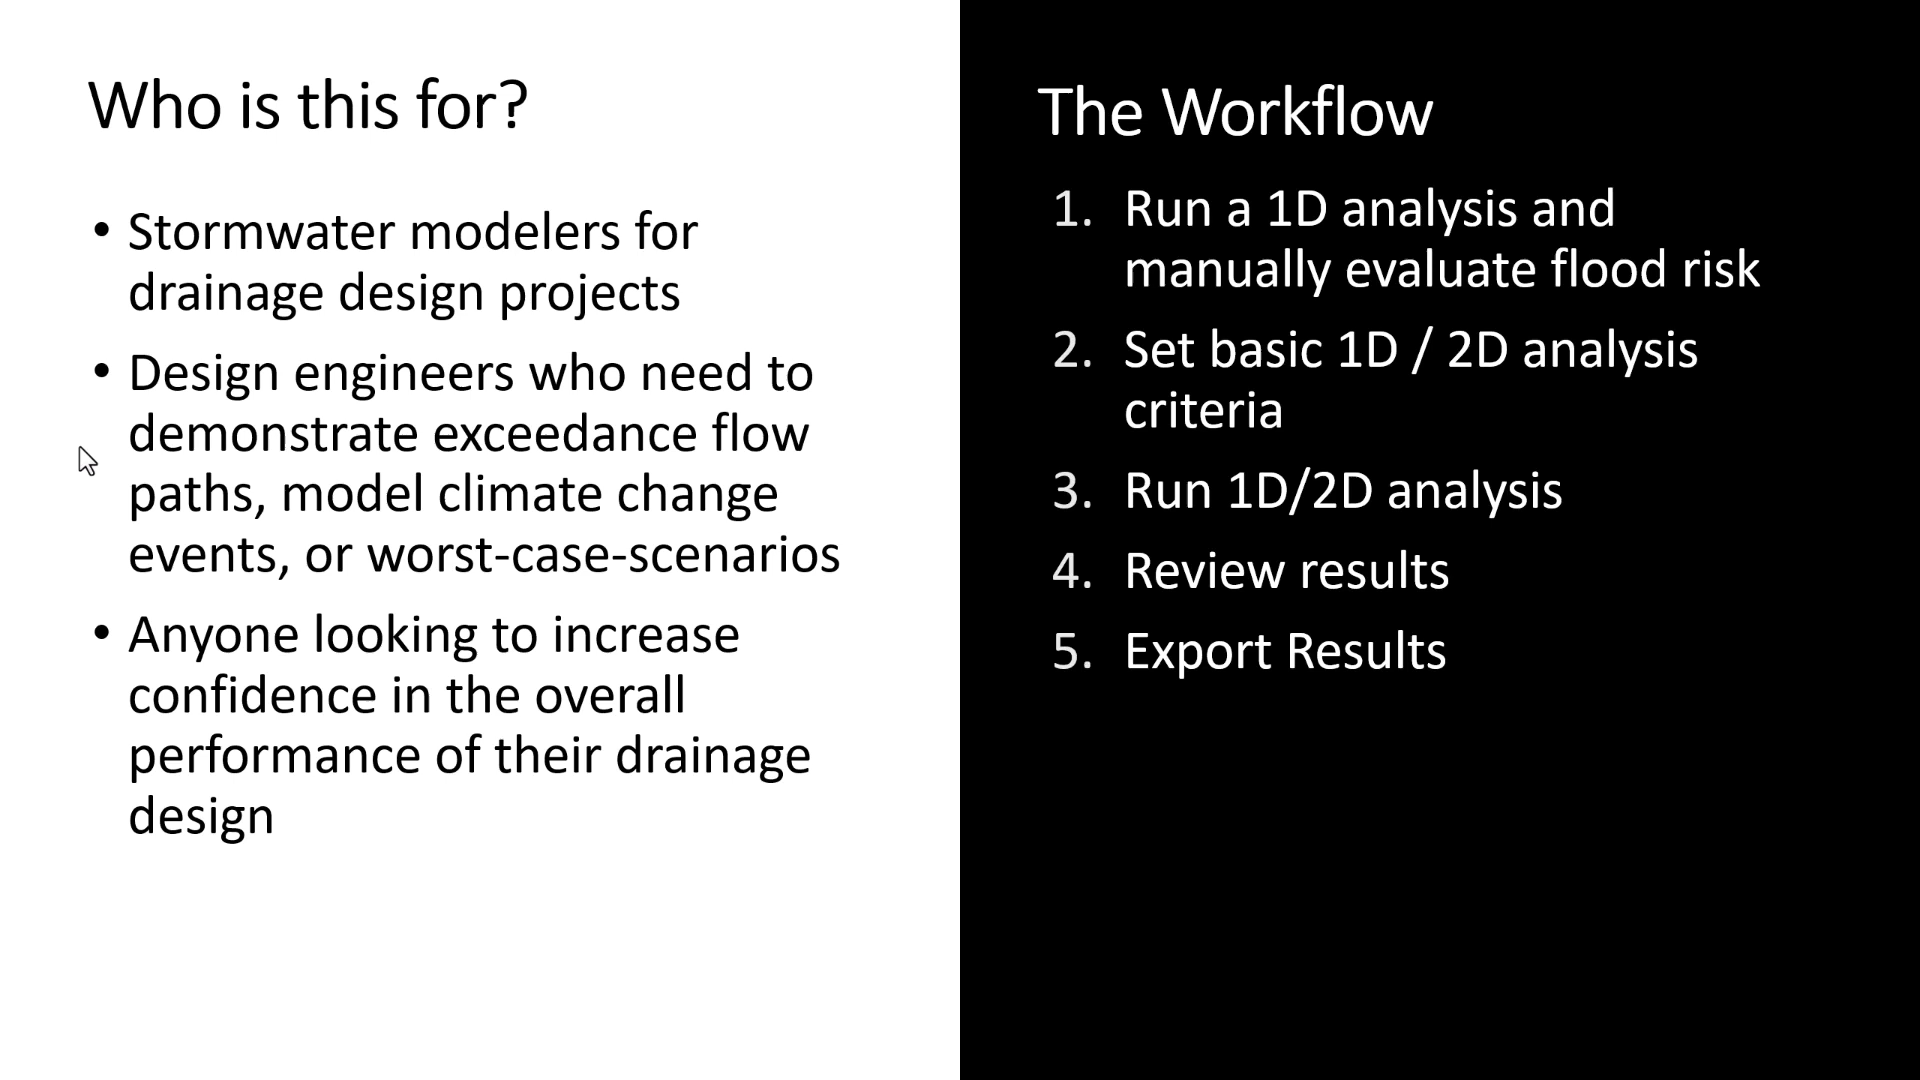 Who is this for?
• Stormwater modelers for
drainage design projects
• Design engineers who need to
demonstrate exceedance flow
paths, model climate change
events, or worst-case-scenarios
• Anyone looking to increase
confidence in the overall
performance of their drainage
design
The Workflow
1. Run a 1D analysis and
manually evaluate flood risk
2. Set basic 1D / 2D analysis
criteria
3. Run 1D/2D analysis
4. Review results
5. Export Results